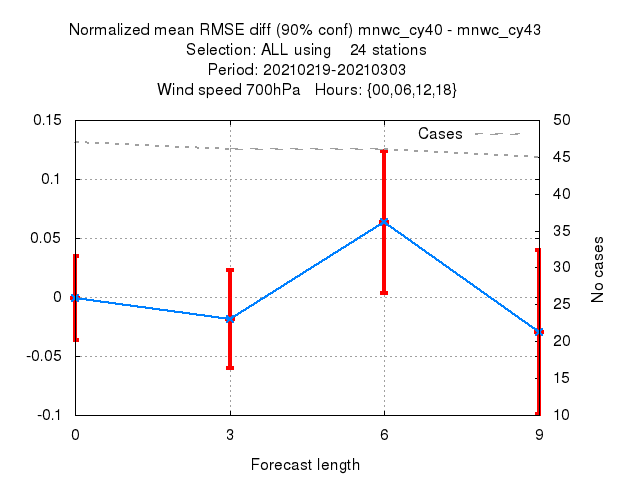 Normalized mean RMSE diff (90% conf) mnwc_cy40 - mnwc_cy43
Selection: ALL using    24 stations
Period: 20210219-20210303
Wind speed 700hPa   Hours: {00,06,12,18}
Cases
0.15
0.1
0.05
0
-0.05
-0.1
50
45
40
35
30
25
20
15
10
No cases
0
3
6
9
Forecast length